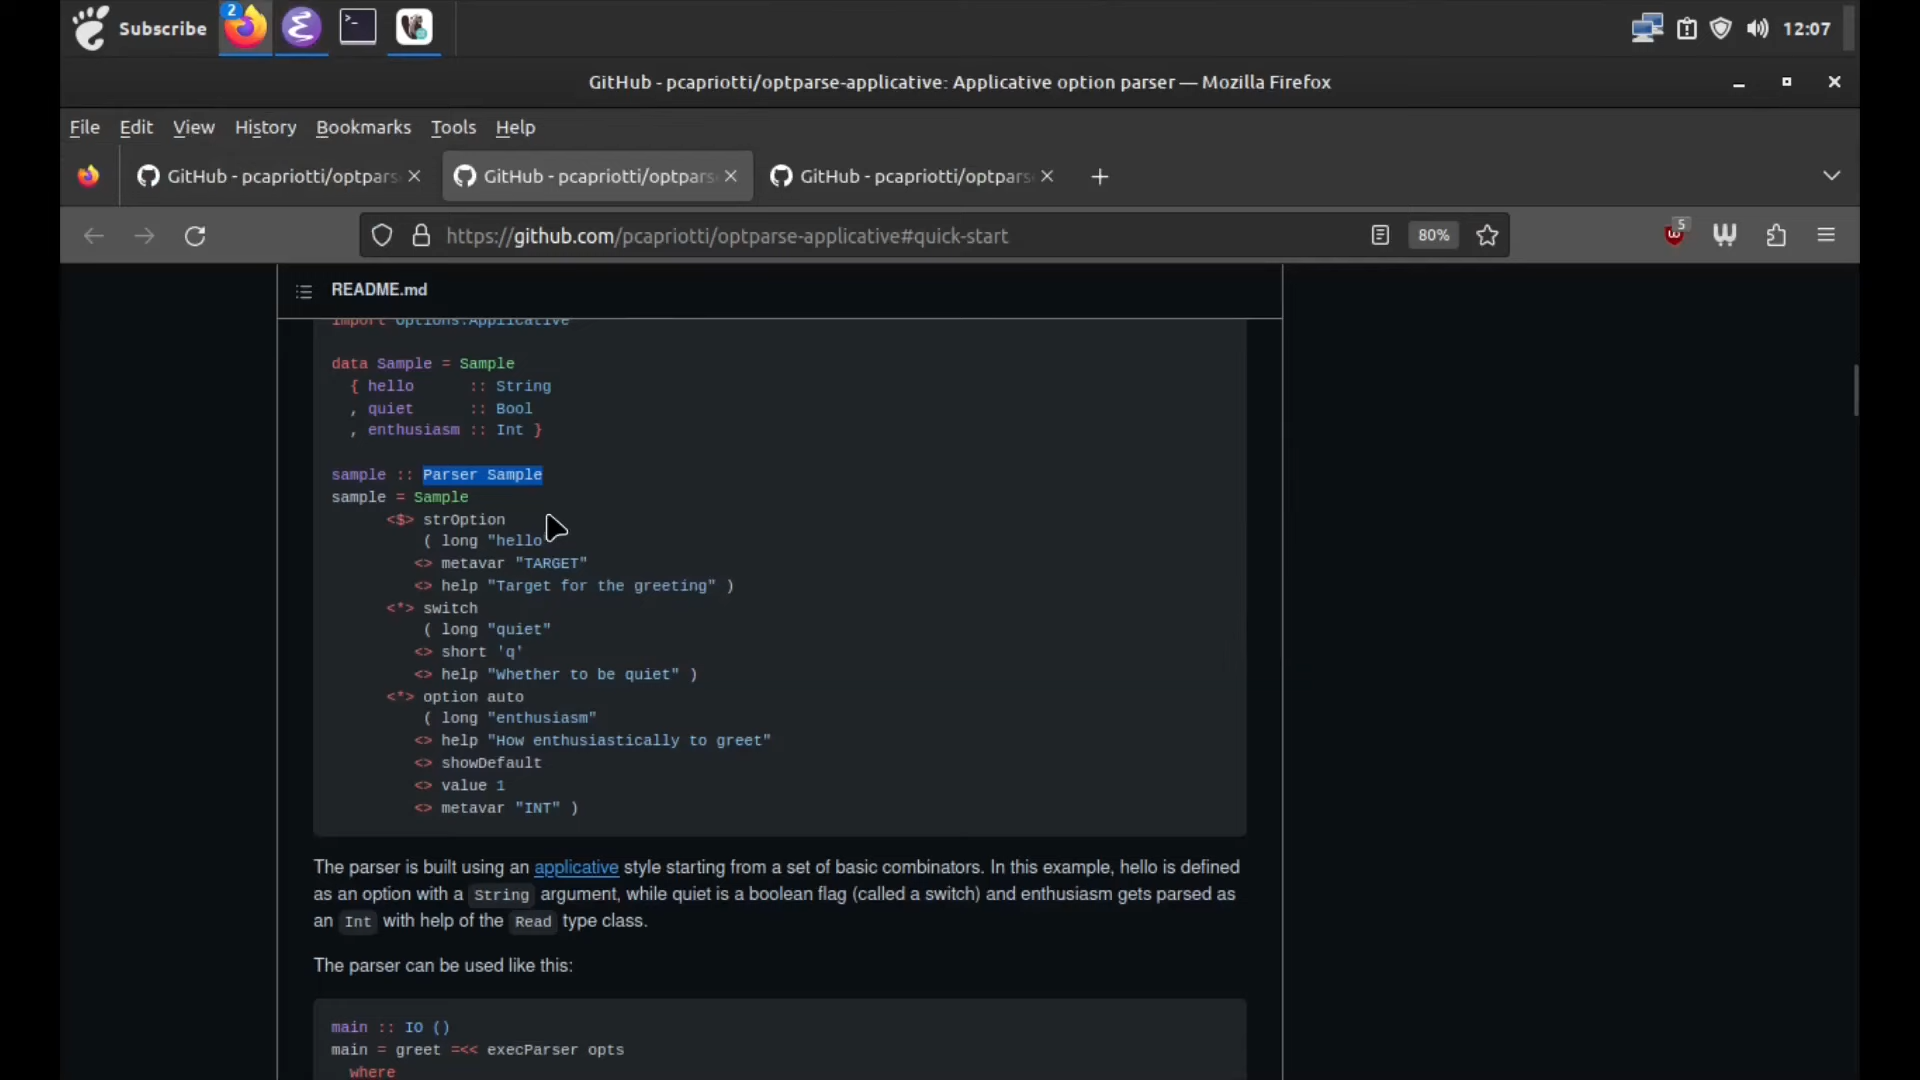 Subscribe
2
12:07
GitHub - pcapriotti/optparse-applicative: Applicative option parser — Mozilla Firefox
File Edit View History Bookmarks Tools Help
GitHub - pcapriotti/optpars
GitHub - pcapriotti/optpars
GitHub - pcapriotti/optpars
https://github.com/pcapriotti/optparse-applicative#quick-start
80%
5
README.md
import Options.Applicative
data Sample = Sample
{ hello :: String
, quiet :: Bool
, enthusiasm :: Int }
sample :: Parser Sample
sample = Sample
<$> strOption
( long "hello"
<> metavar "TARGET"
<> help "Target for the greeting" )
<*> switch
( long "quiet"
<> short 'q'
<> help "Whether to be quiet" )
<*> option auto
( long "enthusiasm"
<> help "How enthusiastically to greet"
<> showDefault
<> value 1
<> metavar "INT" )
The parser is built using an applicative style starting from a set of basic combinators. In this example, hello is defined
as an option with a String argument, while quiet is a boolean flag (called a switch) and enthusiasm gets parsed as
an Int with help of the Read type class.
The parser can be used like this:
main :: IO ()
main = greet =<< execParser opts
where